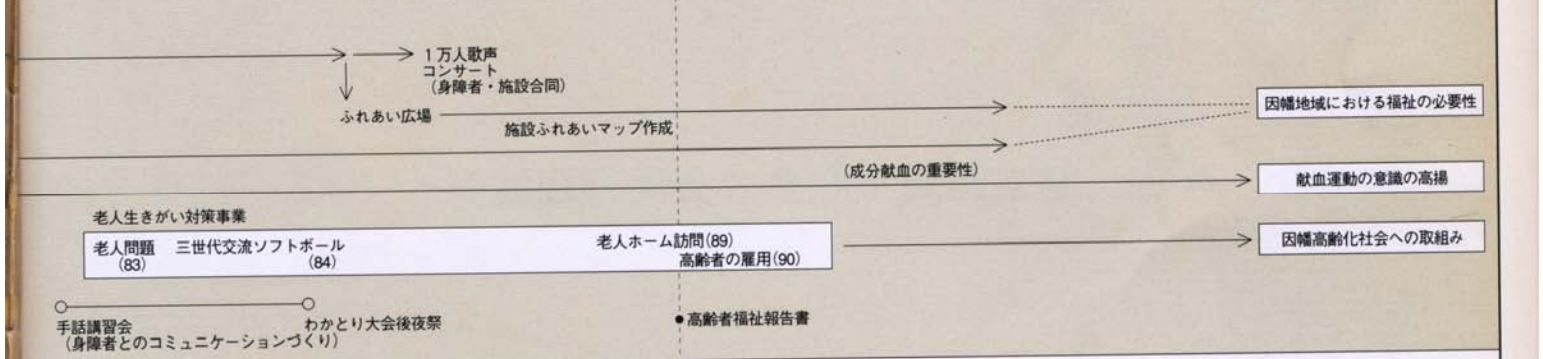 1万人歌声
コンサート
(身障者・施設合同)
ふれあい広場
施設ふれあいマップ作成
因幡地域における福祉の必要性
(成分献血の重要性)
献血運動の意識の高揚
老人生きがい対策事業
老人問題 三世代交流ソフトボール 老人ホーム訪問(89)
(83) (84) 高齢者の雇用(90)
因幡高齢化社会への取組み
手話講習会 わかとり大会後夜祭
(身障者とのコミュニケーションづくり)
●高齢者福祉報告書